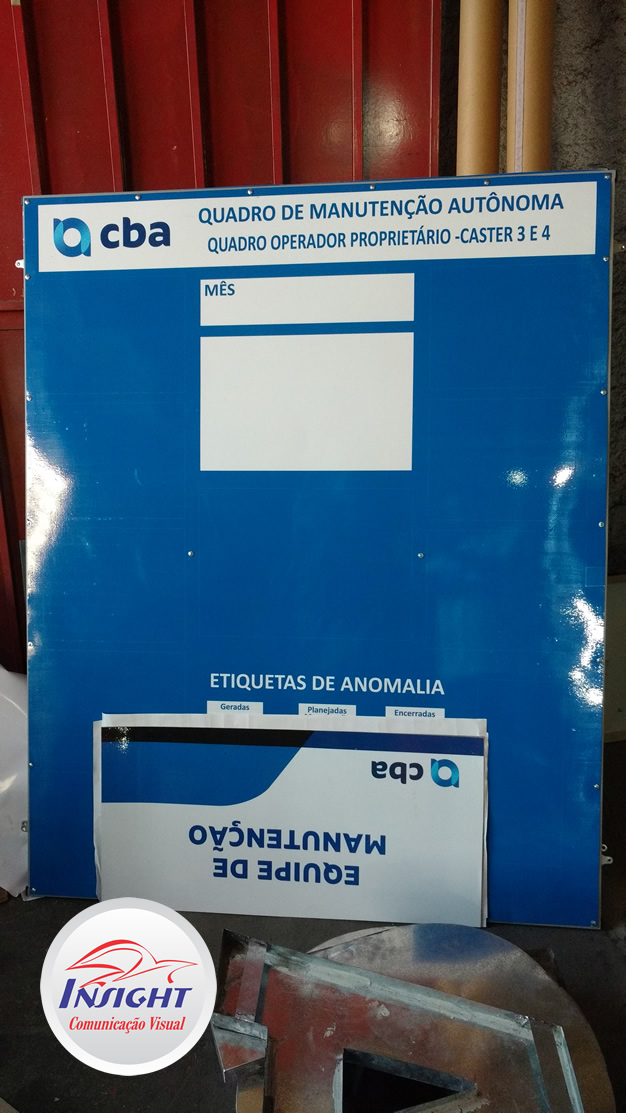 cba
QUADRO DE MANUTENÇÃO AUTÔNOMA
QUADRO OPERADOR PROPRIETÁRIO -CASTER 3 E 4
MÊS
ETIQUETAS DE ANOMALIA
Geradas Planejadas Encerradas
cba
EQUIPE DE
MANUTENÇÃO
INSIGHT
Comunicação Visual